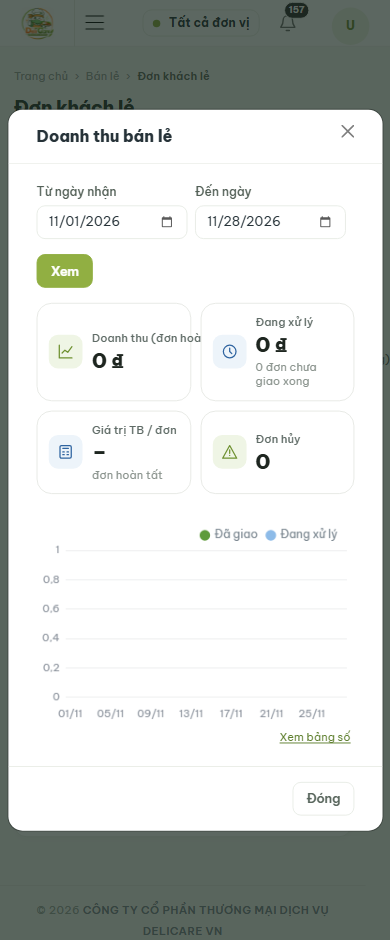 Tất cả đơn vị
157
U
Trang chủ › Bán lẻ › Đơn khách lẻ
Đơn khách lẻ
Doanh thu bán lẻ
Từ ngày nhận
Đến ngày
11/01/2026
11/28/2026
Xem
Doanh thu (đơn hoà
0 ₫
Đang xử lý
0 ₫
0 đơn chưa
giao xong
Giá trị TB / đơn
–
đơn hoàn tất
Đơn hủy
0
Đã giao
Đang xử lý
1
0,8
0,6
0,4
0,2
0
01/11 05/11 09/11 13/11 17/11 21/11 25/11
Xem bảng số
Đóng
© 2026 CÔNG TY CỔ PHẦN THƯƠNG MẠI DỊCH VỤ
DELICARE VN